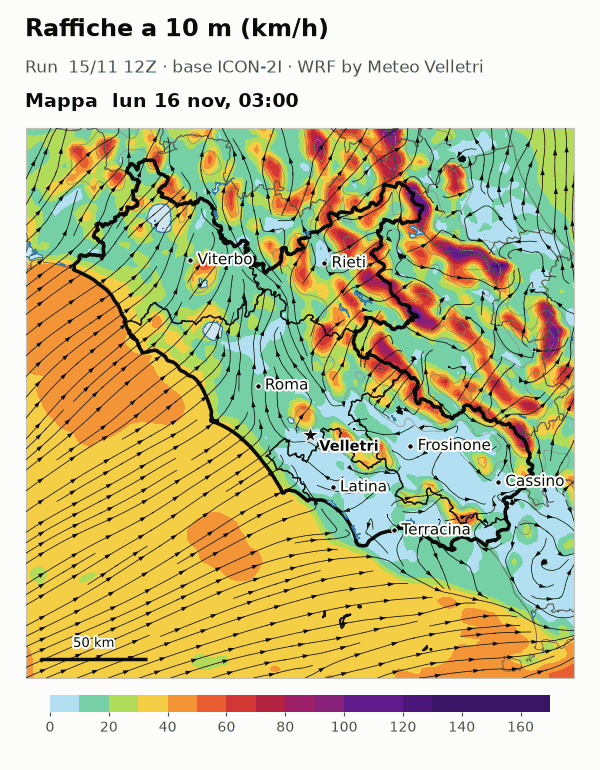 Raffiche a 10 m (km/h)
Run  15/11 12Z · base ICON-2I · WRF by Meteo Velletri
Mappa  lun 16 nov, 03:00
Viterbo
Rieti
Roma
Velletri
Frosinone
Latina
Cassino
Terracina
50 km
0 20 40 60 80 100 120 140 160